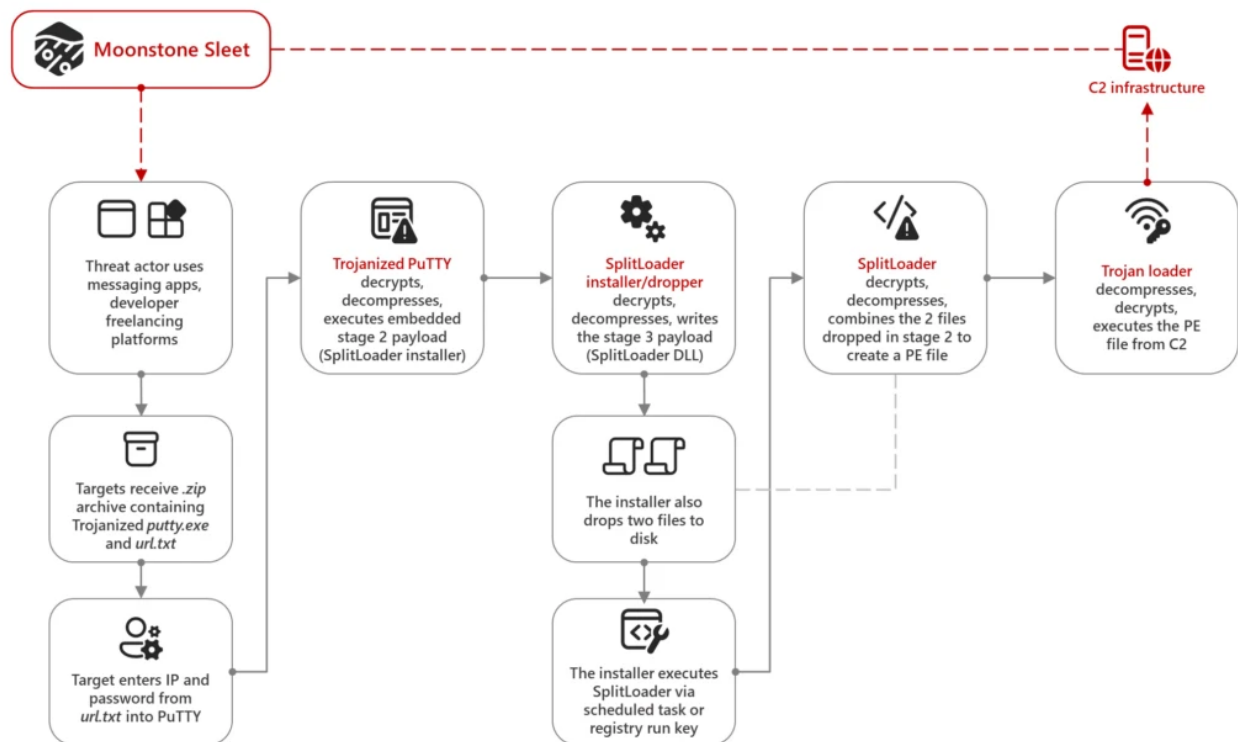 Moonstone Sleet
C2 infrastructure
Threat actor uses
messaging apps,
developer
freelancing
platforms
Targets receive .zip
archive containing
Trojanized putty.exe
and url.txt
Target enters IP and
password from
url.txt into PuTTY
Trojanized PuTTY
decrypts,
decompresses,
executes embedded
stage 2 payload
(SplitLoader installer)
SplitLoader
installer/dropper
decrypts,
decompresses, writes
the stage 3 payload
(SplitLoader DLL)
The installer also
drops two files to
disk
The installer executes
SplitLoader via
scheduled task or
registry run key
SplitLoader
decrypts,
decompresses,
combines the 2 files
dropped in stage 2 to
create a PE file
Trojan loader
decompresses,
decrypts,
executes the PE
file from C2